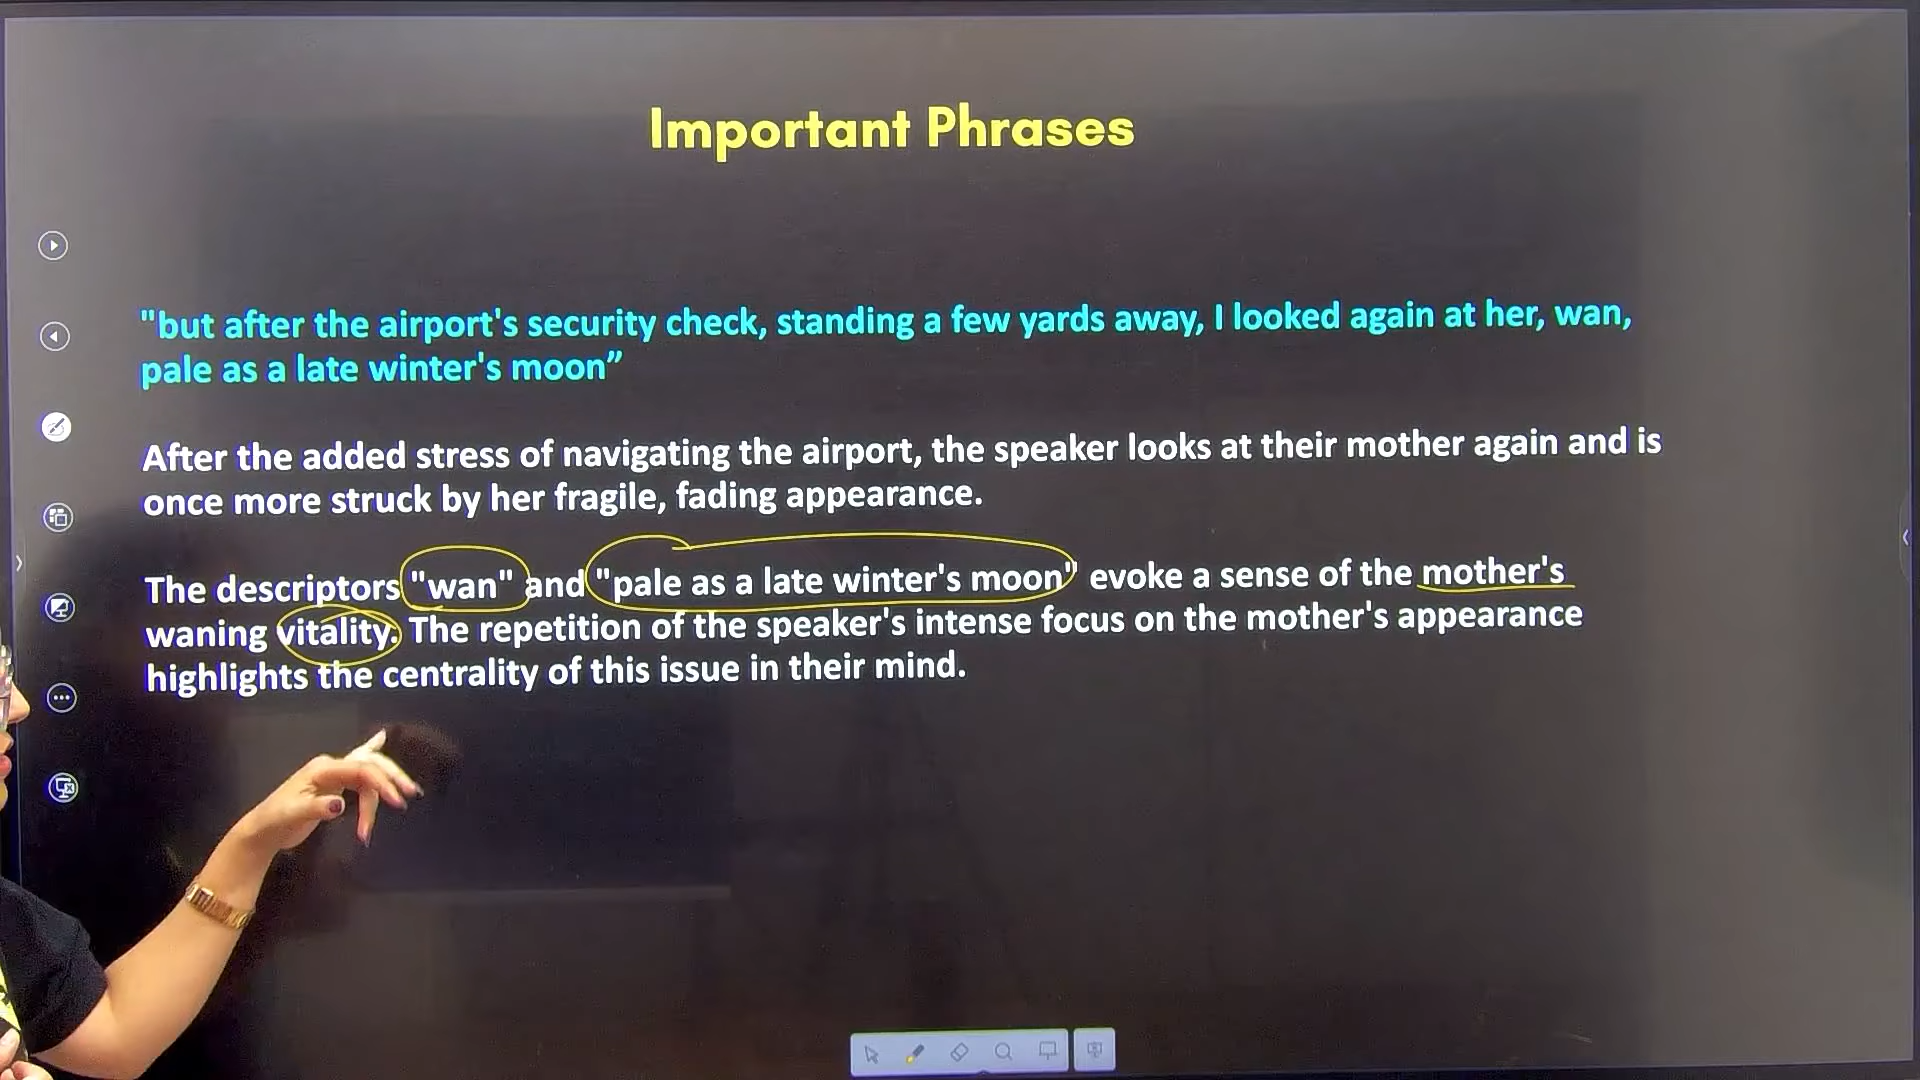 Important Phrases
"but after the airport's security check, standing a few yards away, I looked again at her, wan,
pale as a late winter's moon”
After the added stress of navigating the airport, the speaker looks at their mother again and is
once more struck by her fragile, fading appearance.
The descriptors "wan" and "pale as a late winter's moon" evoke a sense of the mother's
waning vitality. The repetition of the speaker's intense focus on the mother's appearance
highlights the centrality of this issue in their mind.